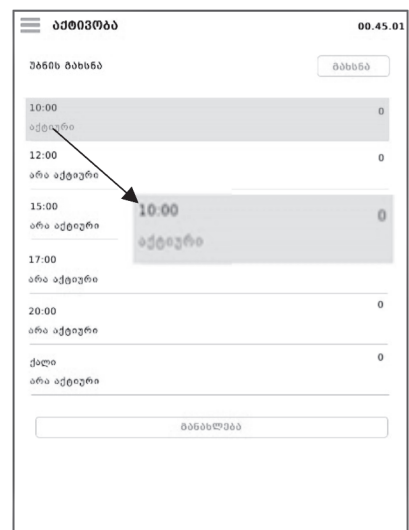 აქტივობა 00.45.01
უბნის გახსნა გახსნა
10:00 0
აქტიური
12:00 0
არა აქტიური
15:00
არა აქტიური
10:00 0
აქტიური
17:00
არა აქტიური
20:00 0
არა აქტიური
ქალი 0
არა აქტიური
განახლება